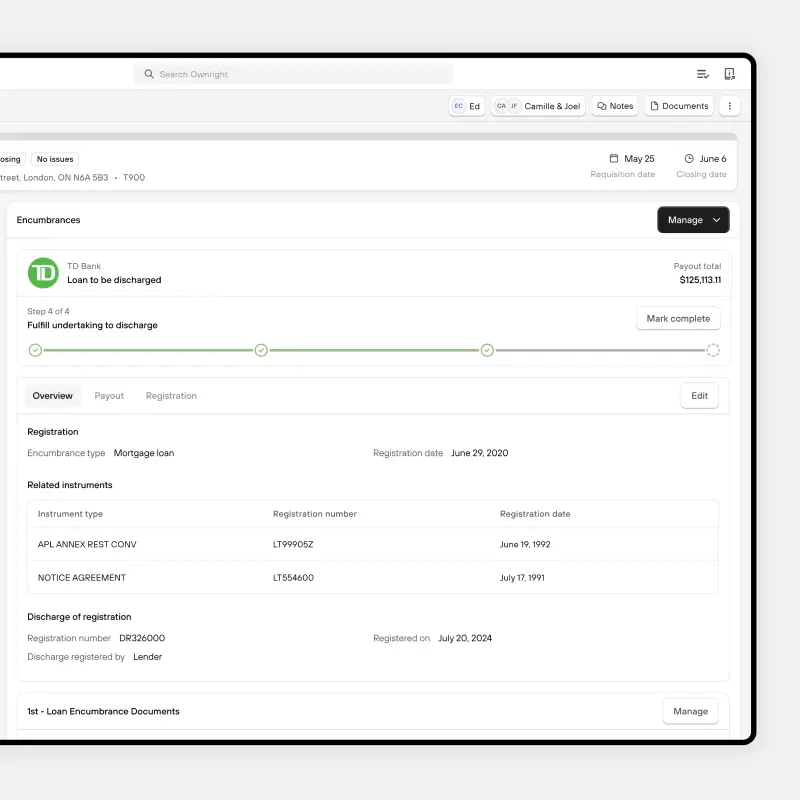 Search Ownright
EC Ed CA JF Camille & Joel Notes Documents
osing No issues May 25 June 6
treet, London, ON N6A 5B3 • T900 Requisition date Closing date
Encumbrances Manage
TD TD Bank Payout total
Loan to be discharged $125,113.11
Step 4 of 4
Fulfill undertaking to discharge Mark complete
Overview Payout Registration Edit
Registration
Encumbrance type Mortgage loan Registration date June 29, 2020
Related instruments
Instrument type Registration number Registration date
APL ANNEX REST CONV LT99905Z June 19, 1992
NOTICE AGREEMENT LT554600 July 17, 1991
Discharge of registration
Registration number DR326000 Registered on July 20, 2024
Discharge registered by Lender
1st - Loan Encumbrance Documents Manage